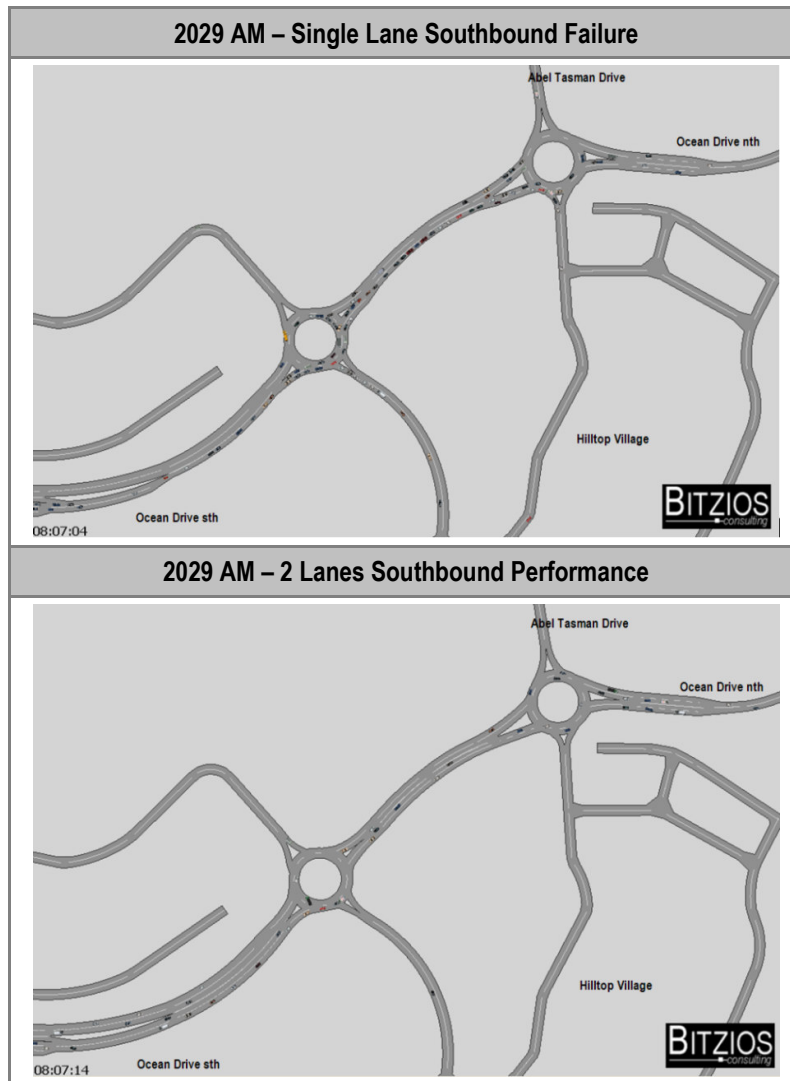 2029 AM – Single Lane Southbound Failure
Abel Tasman Drive
Ocean Drive nth
Hilltop Village
BITZIOS
consulting
Ocean Drive sth
08:07:04
2029 AM – 2 Lanes Southbound Performance
Abel Tasman Drive
Ocean Drive nth
Hilltop Village
BITZIOS
consulting
Ocean Drive sth
08:07:14